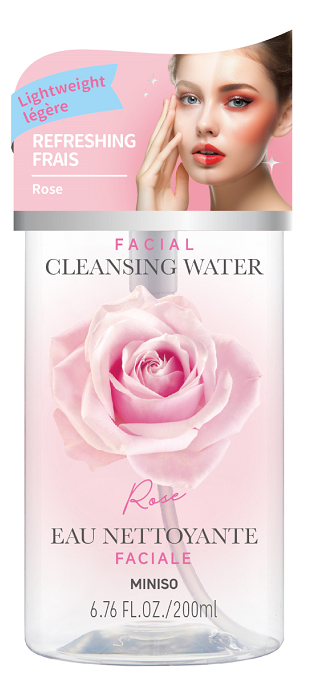 Lightweight
légère
REFRESHING
FRAIS
Rose
FACIAL
CLEANSING WATER
Rose
EAU NETTOYANTE
FACIALE
MINISO
6.76 FL.OZ./200ml